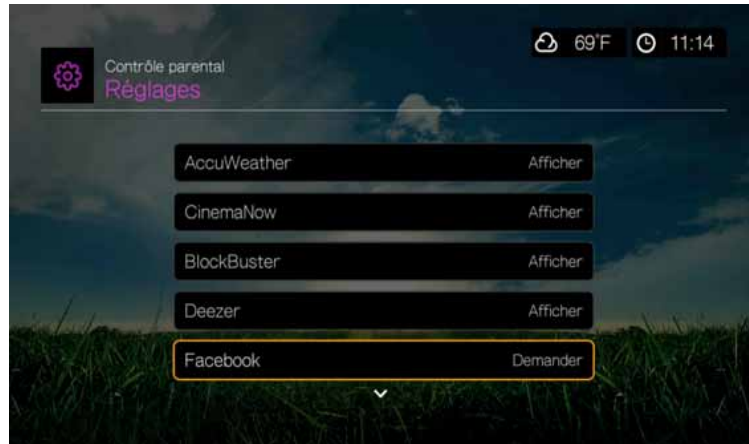 69°F 11:14
Contrôle parental
Réglages
AccuWeather Afficher
CinemaNow Afficher
BlockBuster Afficher
Deezer Afficher
Facebook Demander